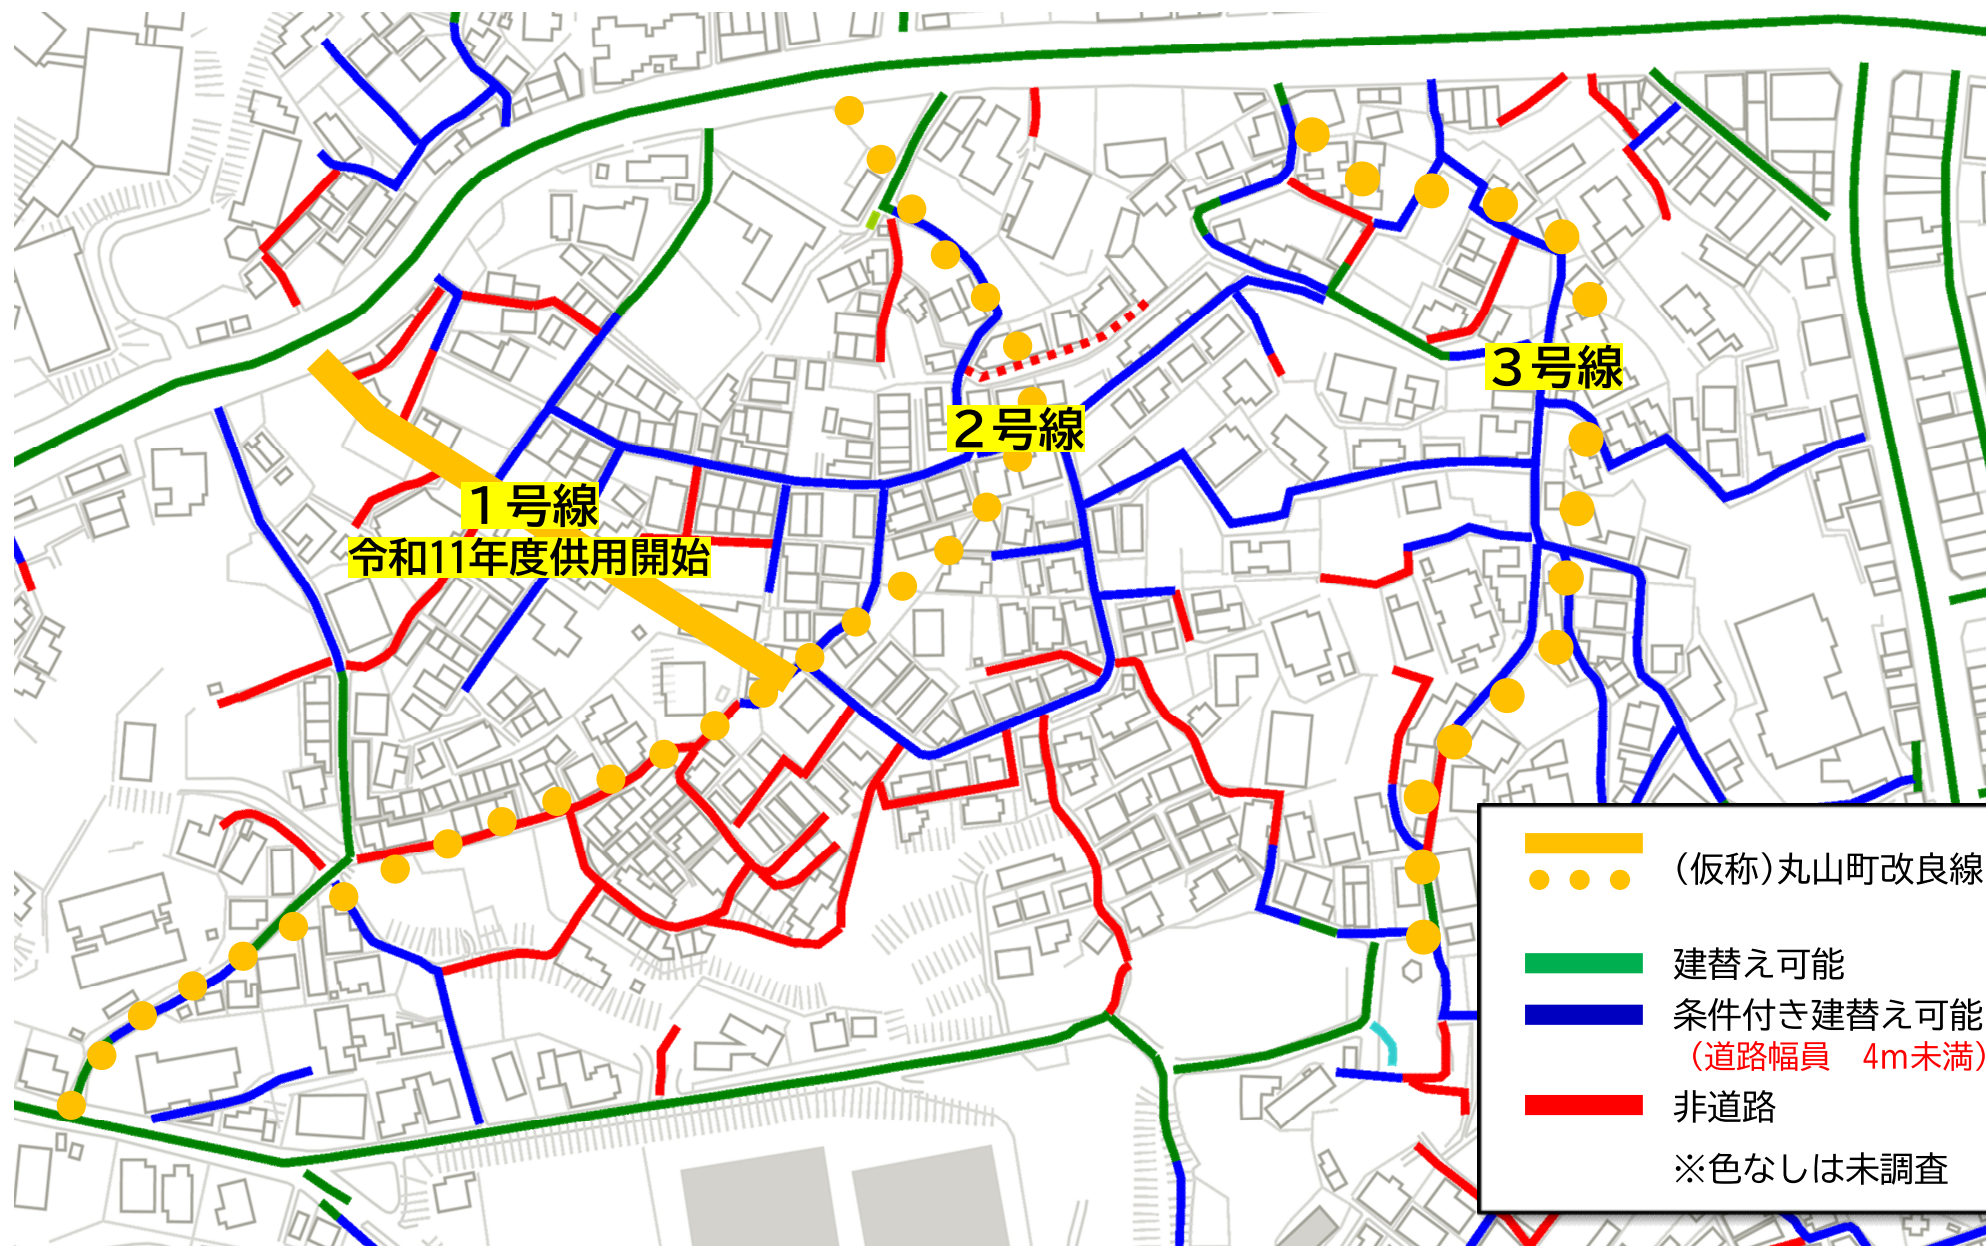 ３号線
２号線
１号線
令和11年度供用開始
（仮称）丸山町改良線
建替え可能
条件付き建替え可能
（道路幅員　4m未満）
非道路
※色なしは未調査